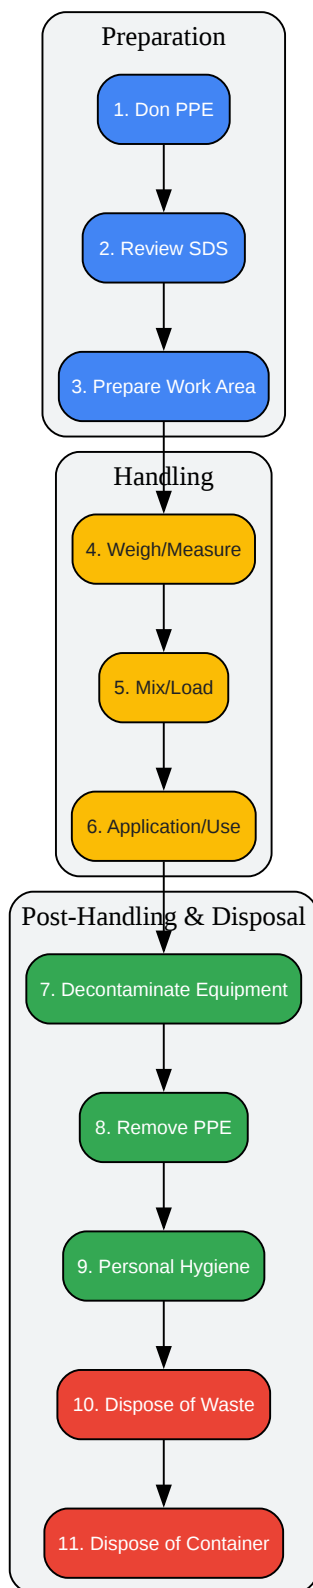 Preparation
1. Don PPE
2. Review SDS
3. Prepare Work Area
Handling
4. Weigh/Measure
5. Mix/Load
6. Application/Use
Post-Handling & Disposal
7. Decontaminate Equipment
8. Remove PPE
9. Personal Hygiene
10. Dispose of Waste
11. Dispose of Container